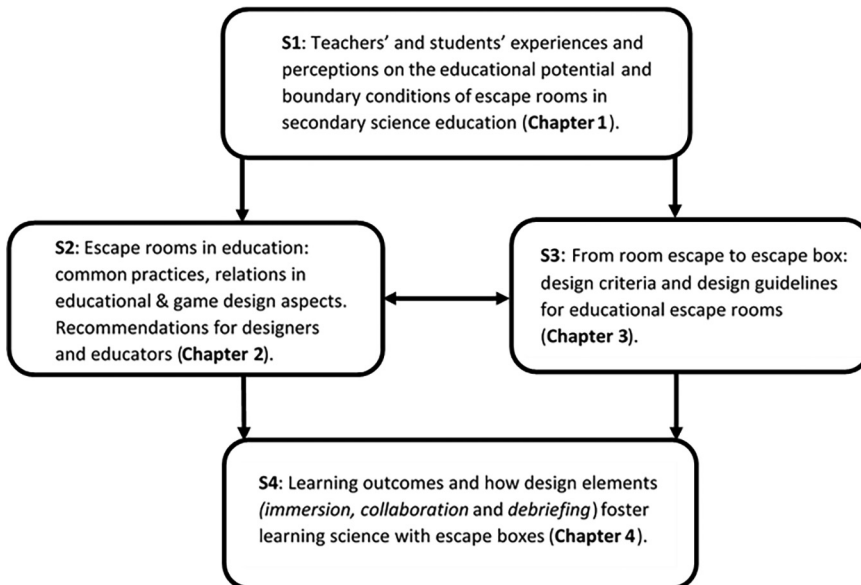 S1: Teachers’ and students’ experiences and
perceptions on the educational potential and
boundary conditions of escape rooms in
secondary science education (Chapter 1).
S2: Escape rooms in education:
common practices, relations in
educational & game design aspects.
Recommendations for designers
and educators (Chapter 2).
S3: From room escape to escape box:
design criteria and design guidelines
for educational escape rooms
(Chapter 3).
S4: Learning outcomes and how design elements
(immersion, collaboration and debriefing) foster
learning science with escape boxes (Chapter 4).